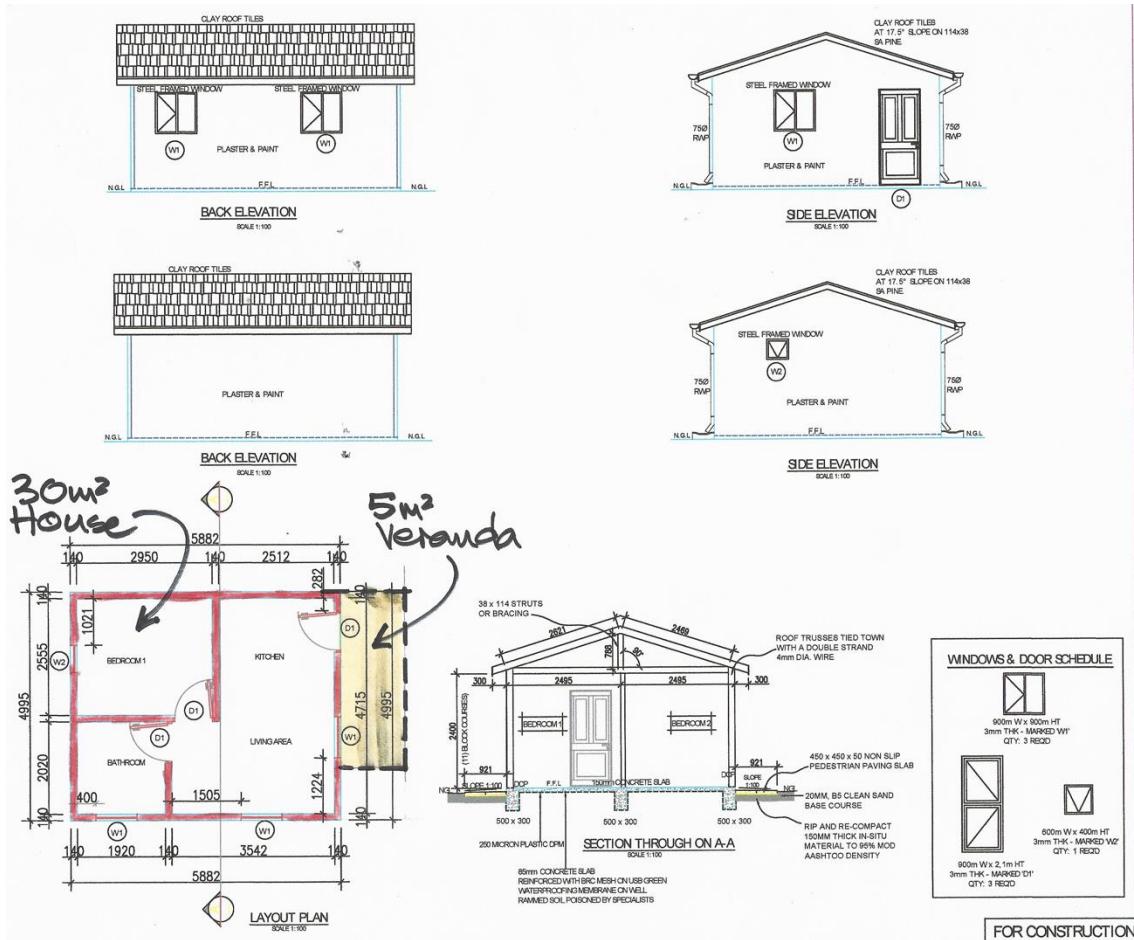 CLAY ROOF TILES
STEEL FRAMED WINDOW
STEEL FRAMED WINDOW
W1
W1
PLASTER & PAINT
N.G.L
F.F.L
N.G.L
BACK ELEVATION
SCALE 1:100
CLAY ROOF TILES
AT 17.5° SLOPE ON 114x38
SA PINE
STEEL FRAMED WINDOW
75Ø
RWP
W1
75Ø
RWP
PLASTER & PAINT
N.G.L
F.F.L
N.G.L
D1
SIDE ELEVATION
SCALE 1:100
CLAY ROOF TILES
PLASTER & PAINT
N.G.L
F.F.L
N.G.L
BACK ELEVATION
SCALE 1:100
CLAY ROOF TILES
AT 17.5° SLOPE ON 114x38
SA PINE
STEEL FRAMED WINDOW
W2
75Ø
RWP
75Ø
RWP
PLASTER & PAINT
N.G.L
F.F.L
N.G.L
SIDE ELEVATION
SCALE 1:100
30m²
House
5m²
Veranda
5882
140 2950 140 2512 140
282
140
1021
2555
4995
2020
140
W2
BEDROOM 1
KITCHEN
D1
D1
D1
BATHROOM
LIVING AREA
W1
140
4715
4995
1224
140
400
1505
W1
W1
140 1920 140 3542 140
5882
LAYOUT PLAN
SCALE 1:100
38 x 114 STRUTS
OR BRACING
2621
2469
788
90°
ROOF TRUSSES TIED TOWN
WITH A DOUBLE STRAND
4mm DIA. WIRE
300
2495
2495
300
2400
(11) BLOCK COURSES)
BEDROOM 1
BEDROOM 2
921
921
SLOPE 1:100
SLOPE
1:100
DCP
F.F.L
150mm CONCRETE SLAB
DCP
NGL
NGL
450 x 450 x 50 NON SLIP
PEDESTRIAN PAVING SLAB
20MM, B5 CLEAN SAND
BASE COURSE
RIP AND RE-COMPACT
150MM THICK IN-SITU
MATERIAL TO 95% MOD
AASHTOO DENSITY
500 x 300
500 x 300
500 x 300
250 MICRON PLASTIC DPM
SECTION THROUGH ON A-A
SCALE 1:100
85mm CONCRETE SLAB
REINFORCED WITH BRC MESH ON USB GREEN
WATERPROOFING MEMBRANE ON WELL
RAMMED SOIL POISONED BY SPECIALISTS
WINDOWS & DOOR SCHEDULE
900m W x 900m HT
3mm THK - MARKED 'W1'
QTY: 3 REQ'D
600m W x 400m HT
3mm THK - MARKED 'W2'
QTY: 1 REQ'D
900m W x 2,1m HT
3mm THK - MARKED 'D1'
QTY: 3 REQ'D
FOR CONSTRUCTION